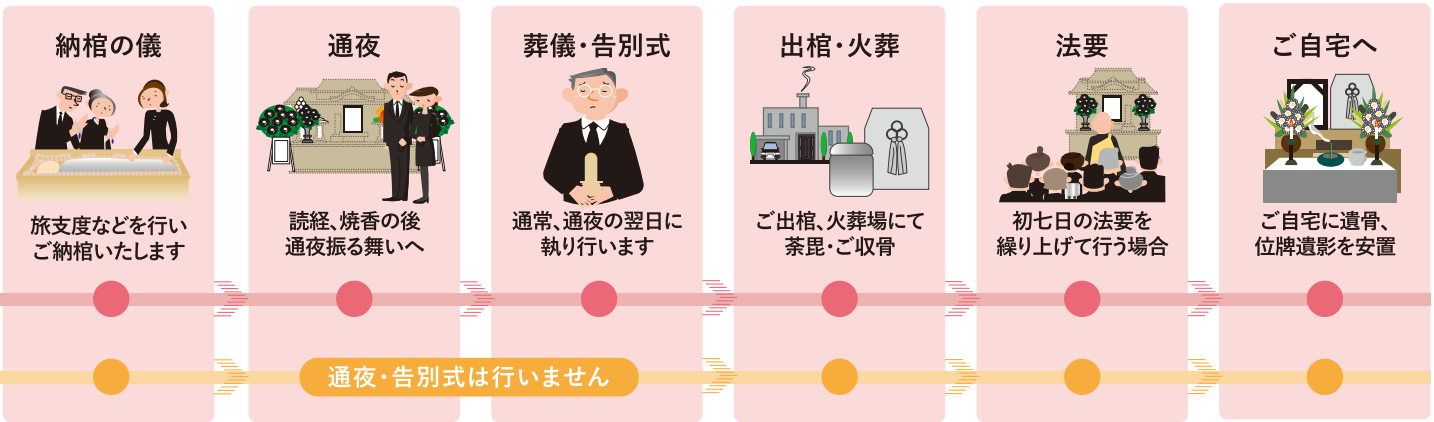 納棺の儀
旅支度などを行い
ご納棺いたします
通夜
読経、焼香の後
通夜振る舞いへ
葬儀・告別式
通常、通夜の翌日に
執り行います
出棺・火葬
ご出棺、火葬場にて
荼毘・ご収骨
法要
初七日の法要を
繰り上げて行う場合
ご自宅へ
ご自宅に遺骨、
位牌遺影を安置
通夜・告別式は行いません